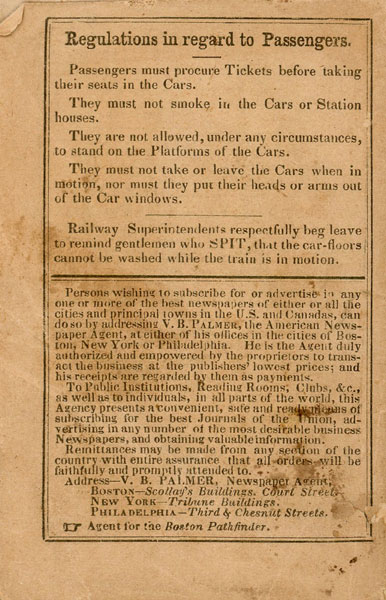 Regulations in regard to Passengers.
Passengers must procure Tickets before taking
their seats in the Cars.
They must not smoke in the Cars or Station
houses.
They are not allowed, under any circumstances,
to stand on the Platforms of the Cars.
They must not take or leave the Cars when in
motion, nor must they put their heads or arms out
of the Car windows.
Railway Superintendents respectfully beg leave
to remind gentlemen who SPIT, that the car-floors
cannot be washed while the train is in motion.
Persons wishing to subscribe for or advertise in any
one or more of the best newspapers of either or all the
cities and principal towns in the U.S. and Canadas, can
do so by addressing V. B. PALMER, the American News-
paper Agent, at either of his offices in the cities of Bos-
ton, New York or Philadelphia. He is the Agent duly
authorized and empowered by the proprietors to trans-
act the business at the publishers' lowest prices; and
his receipts are regarded by them as payments.
To Public Institutions, Reading Rooms, Clubs, &c.,
as well as to individuals, in all parts of the world, this
Agency presents a convenient, safe and ready means of
subscribing for the best Journals of the Union, ad-
vertising in any number of the most desirable business
Newspapers, and obtaining valuable information.
Remittances may be made from any section of the
country with entire assurance that all orders will be
faithfully and promptly attended to.
Address—V. B. PALMER, Newspaper Agent,
BOSTON—Scollay's Buildings, Court Street.
NEW YORK—Tribune Buildings.
PHILADELPHIA—Third & Chesnut Streets.
☞ Agent for the Boston Pathfinder.